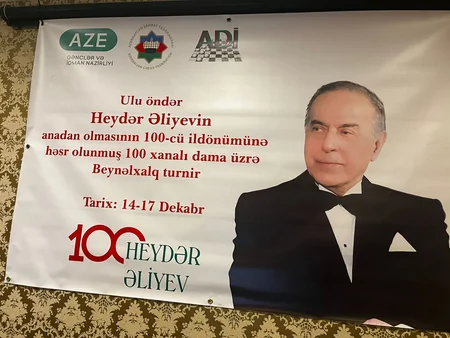 AZE
GƏNCLƏR VƏ
İDMAN NAZİRLİYİ
ADİ
Ulu öndər
Heydər Əliyevin
anadan olmasının 100-cü ildönümünə
həsr olunmuş 100 xanalı dama üzrə
Beynəlxalq turnir
Tarix: 14-17 Dekabr
100 HEYDƏR
ƏLİYEV